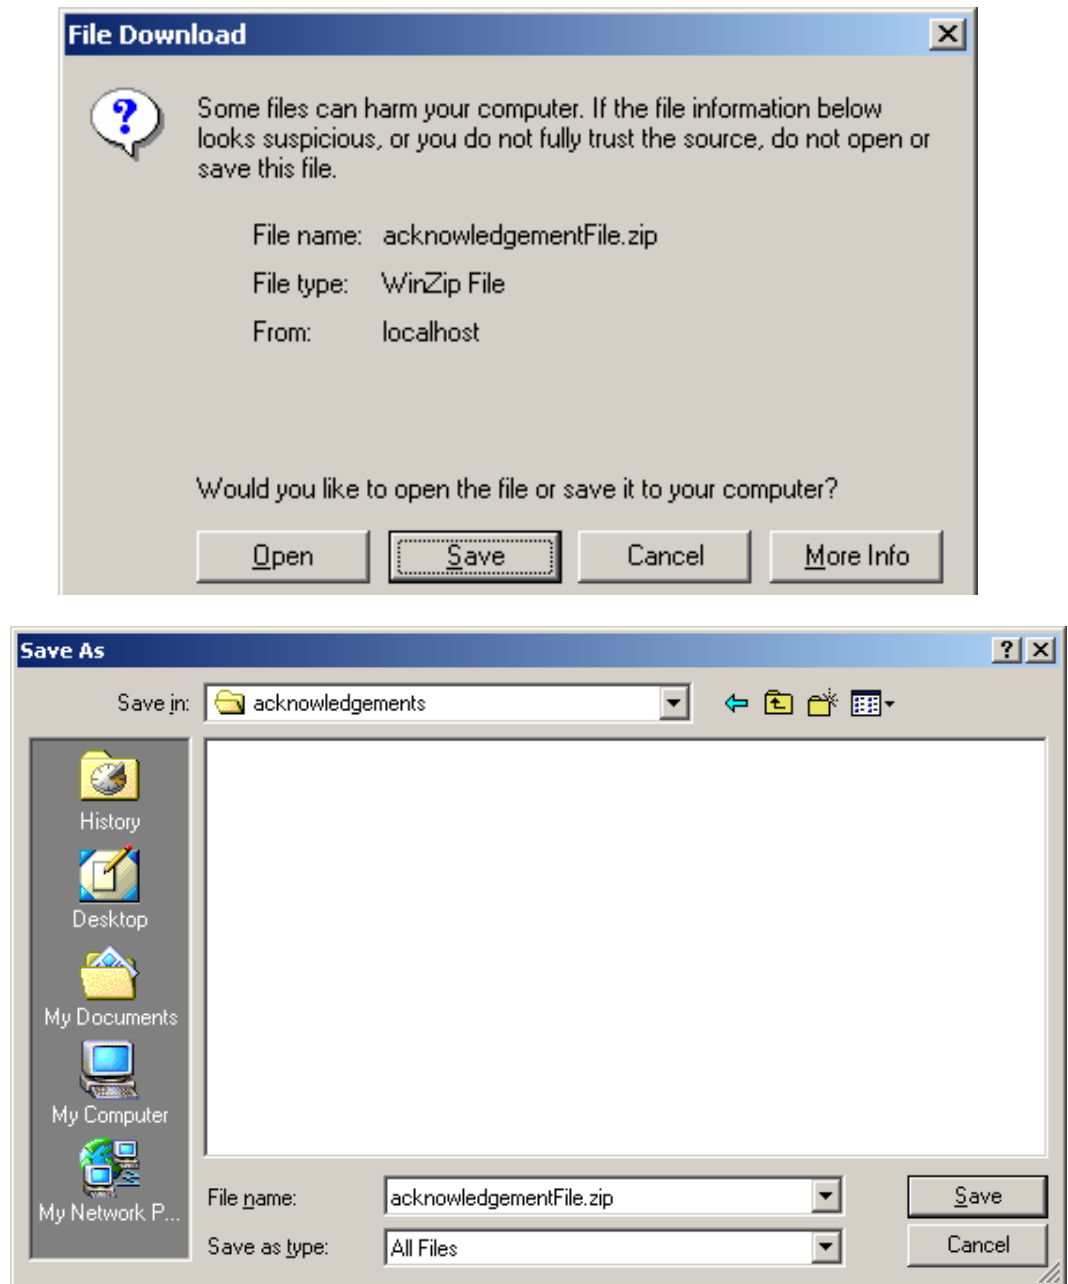 File Download
Some files can harm your computer. If the file information below
looks suspicious, or you do not fully trust the source, do not open or
save this file.
File name: acknowledgementFile.zip
File type: WinZip File
From: localhost
Would you like to open the file or save it to your computer?
Open Save Cancel More Info
Save As
Save in: acknowledgements
History
Desktop
My Documents
My Computer
My Network P...
File name: acknowledgementFile.zip Save
Save as type: All Files Cancel